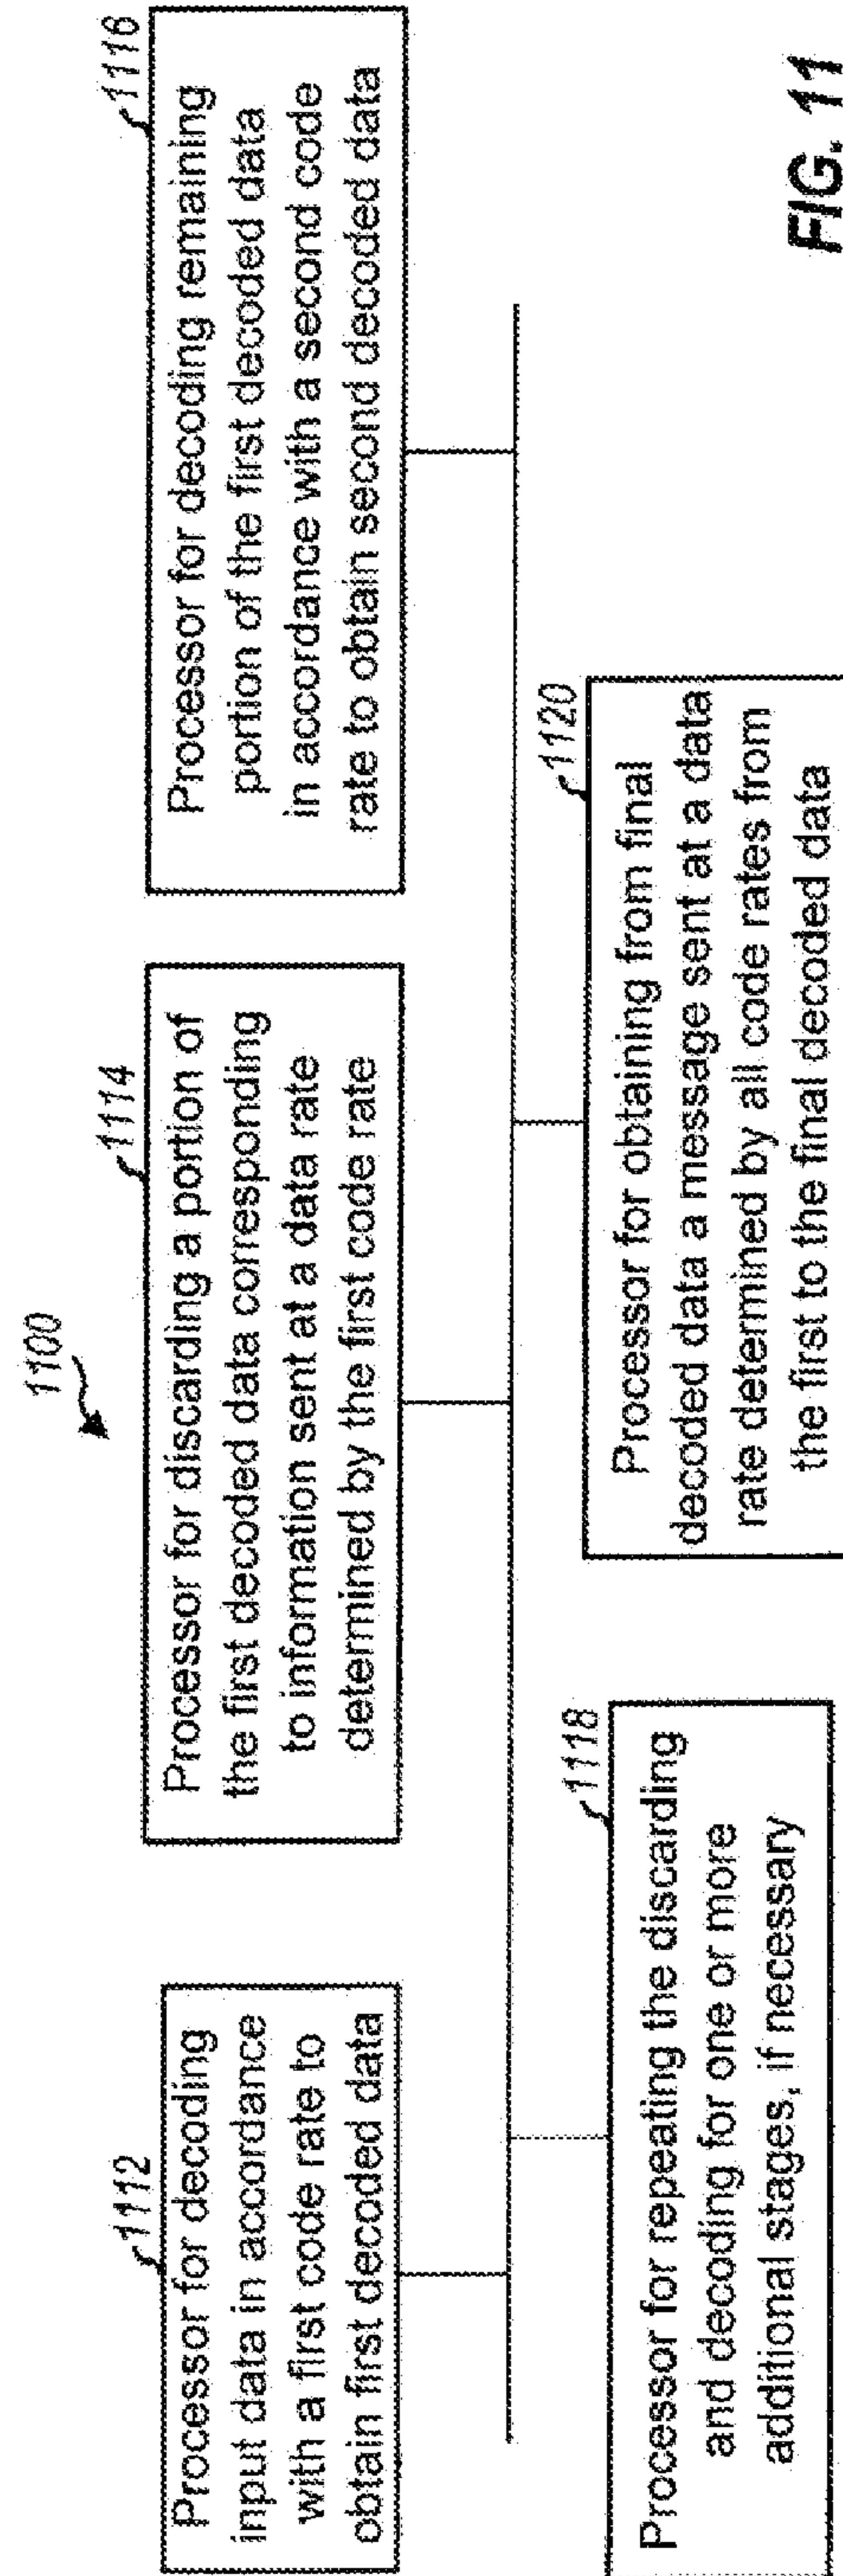 1100
1112
Processor for decoding
input data in accordance
with a first code rate to
obtain first decoded data
1114
Processor for discarding a portion of
the first decoded data corresponding
to information sent at a data rate
determined by the first code rate
1116
Processor for decoding remaining
portion of the first decoded data
in accordance with a second code
rate to obtain second decoded data
1118
Processor for repeating the discarding
and decoding for one or more
additional stages, if necessary
1120
Processor for obtaining from final
decoded data a message sent at a data
rate determined by all code rates from
the first to the final decoded data
FIG. 11